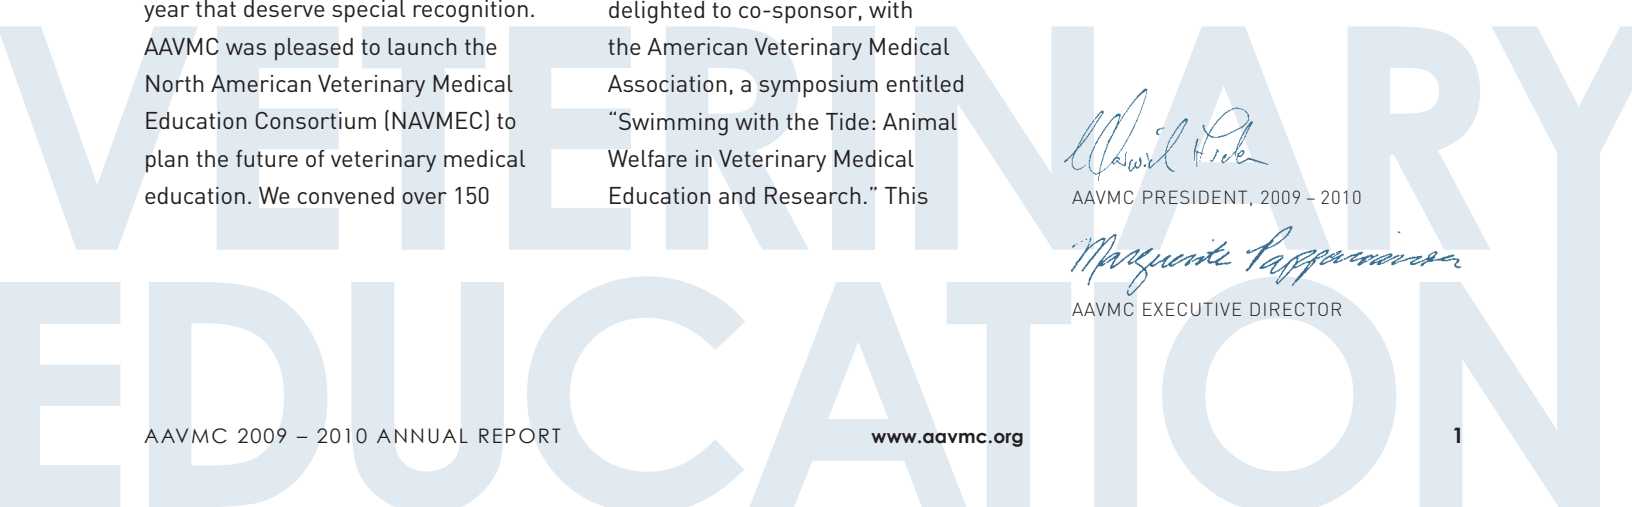 year that deserve special recognition.
AAVMC was pleased to launch the
North American Veterinary Medical
Education Consortium (NAVMEC) to
plan the future of veterinary medical
education. We convened over 150
delighted to co-sponsor, with
the American Veterinary Medical
Association, a symposium entitled
“Swimming with the Tide: Animal
Welfare in Veterinary Medical
Education and Research.” This
AAVMC PRESIDENT, 2009 – 2010
Marguerite Pappaioanou
AAVMC EXECUTIVE DIRECTOR
VETERINARY
EDUCATION
AAVMC 2009 – 2010 ANNUAL REPORT
www.aavmc.org
1